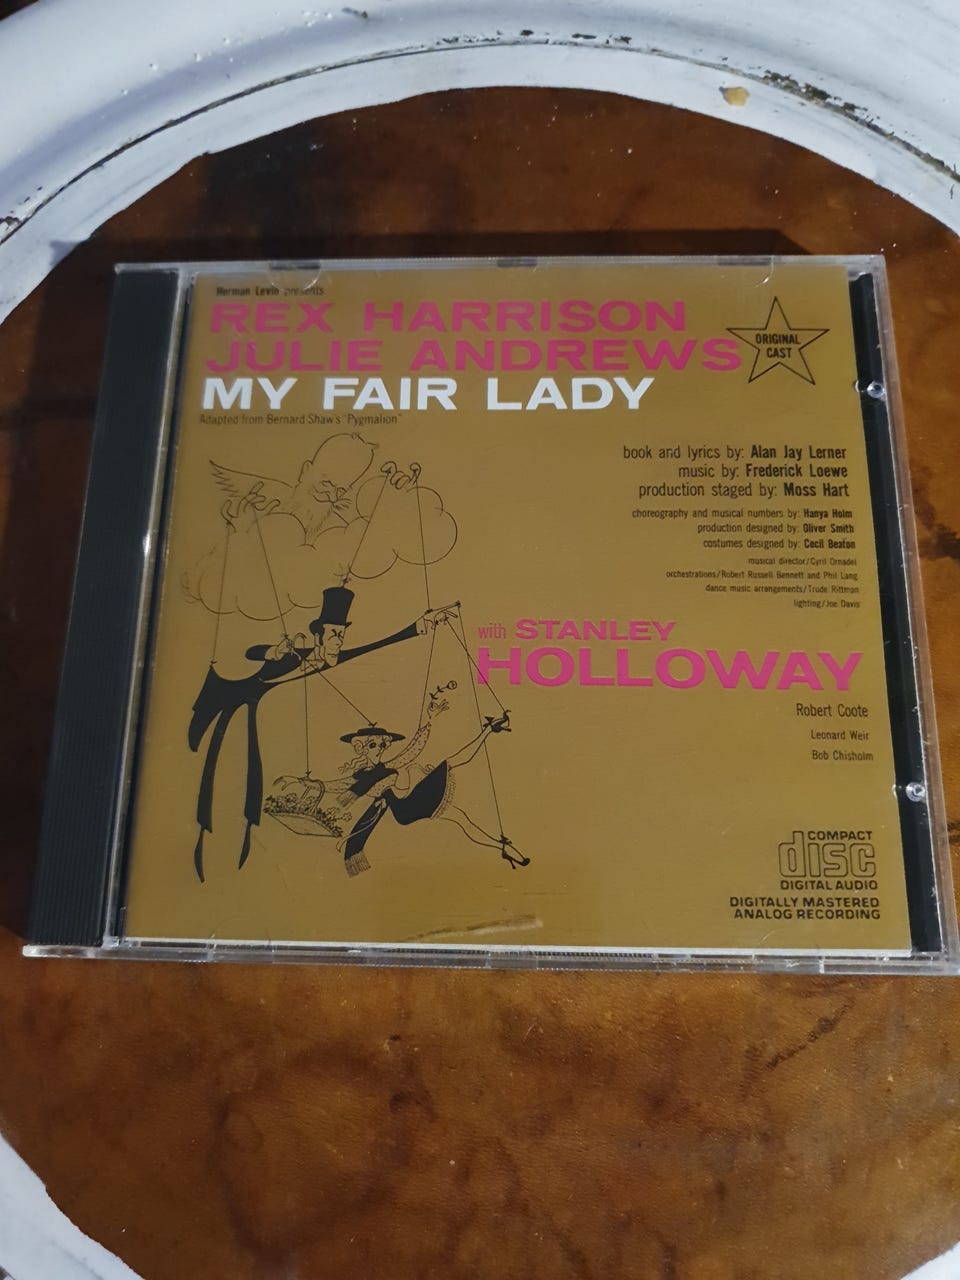 Herman Levin presents
REX HARRISON
JULIE ANDREWS
MY FAIR LADY
Adapted from Bernard Shaw's "Pygmalion"
ORIGINAL
CAST
book and lyrics by: Alan Jay Lerner
music by: Frederick Loewe
production staged by: Moss Hart
choreography and musical numbers by: Hanya Holm
production designed by: Oliver Smith
costumes designed by: Cecil Beaton
musical director/Cyril Ornadel
orchestrations/Robert Russell Bennett and Phil Lang
dance music arrangements/Trude Rittman
lighting/Joe Davis
with STANLEY
HOLLOWAY
Robert Coote
Leonard Weir
Bob Chisholm
COMPACT
disc
DIGITAL AUDIO
DIGITALLY MASTERED
ANALOG RECORDING